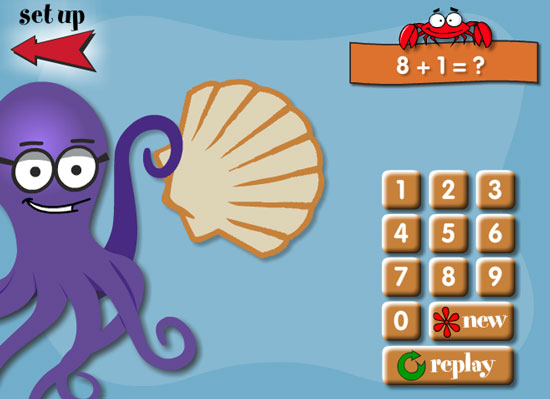 set up
8 + 1 = ?
1 2 3
4 5 6
7 8 9
0 new
replay